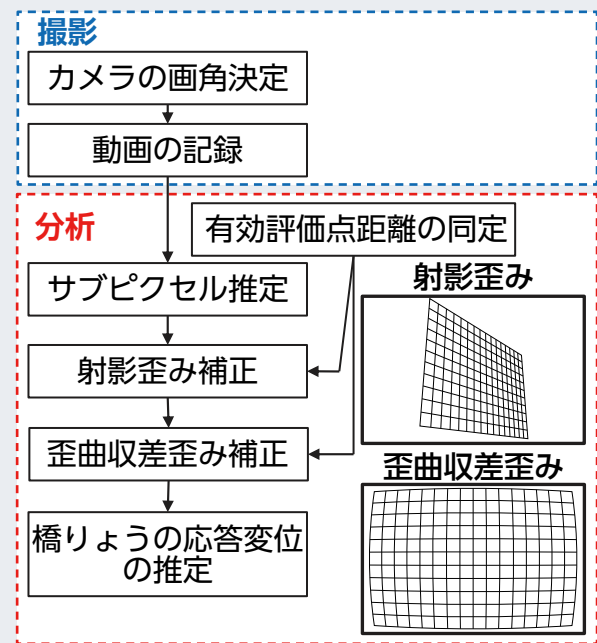 撮影
カメラの画角決定
動画の記録
分析
有効評価点距離の同定
サブピクセル推定
射影歪み補正
歪曲収差歪み補正
橋りょうの応答変位
の推定
射影歪み
歪曲収差歪み